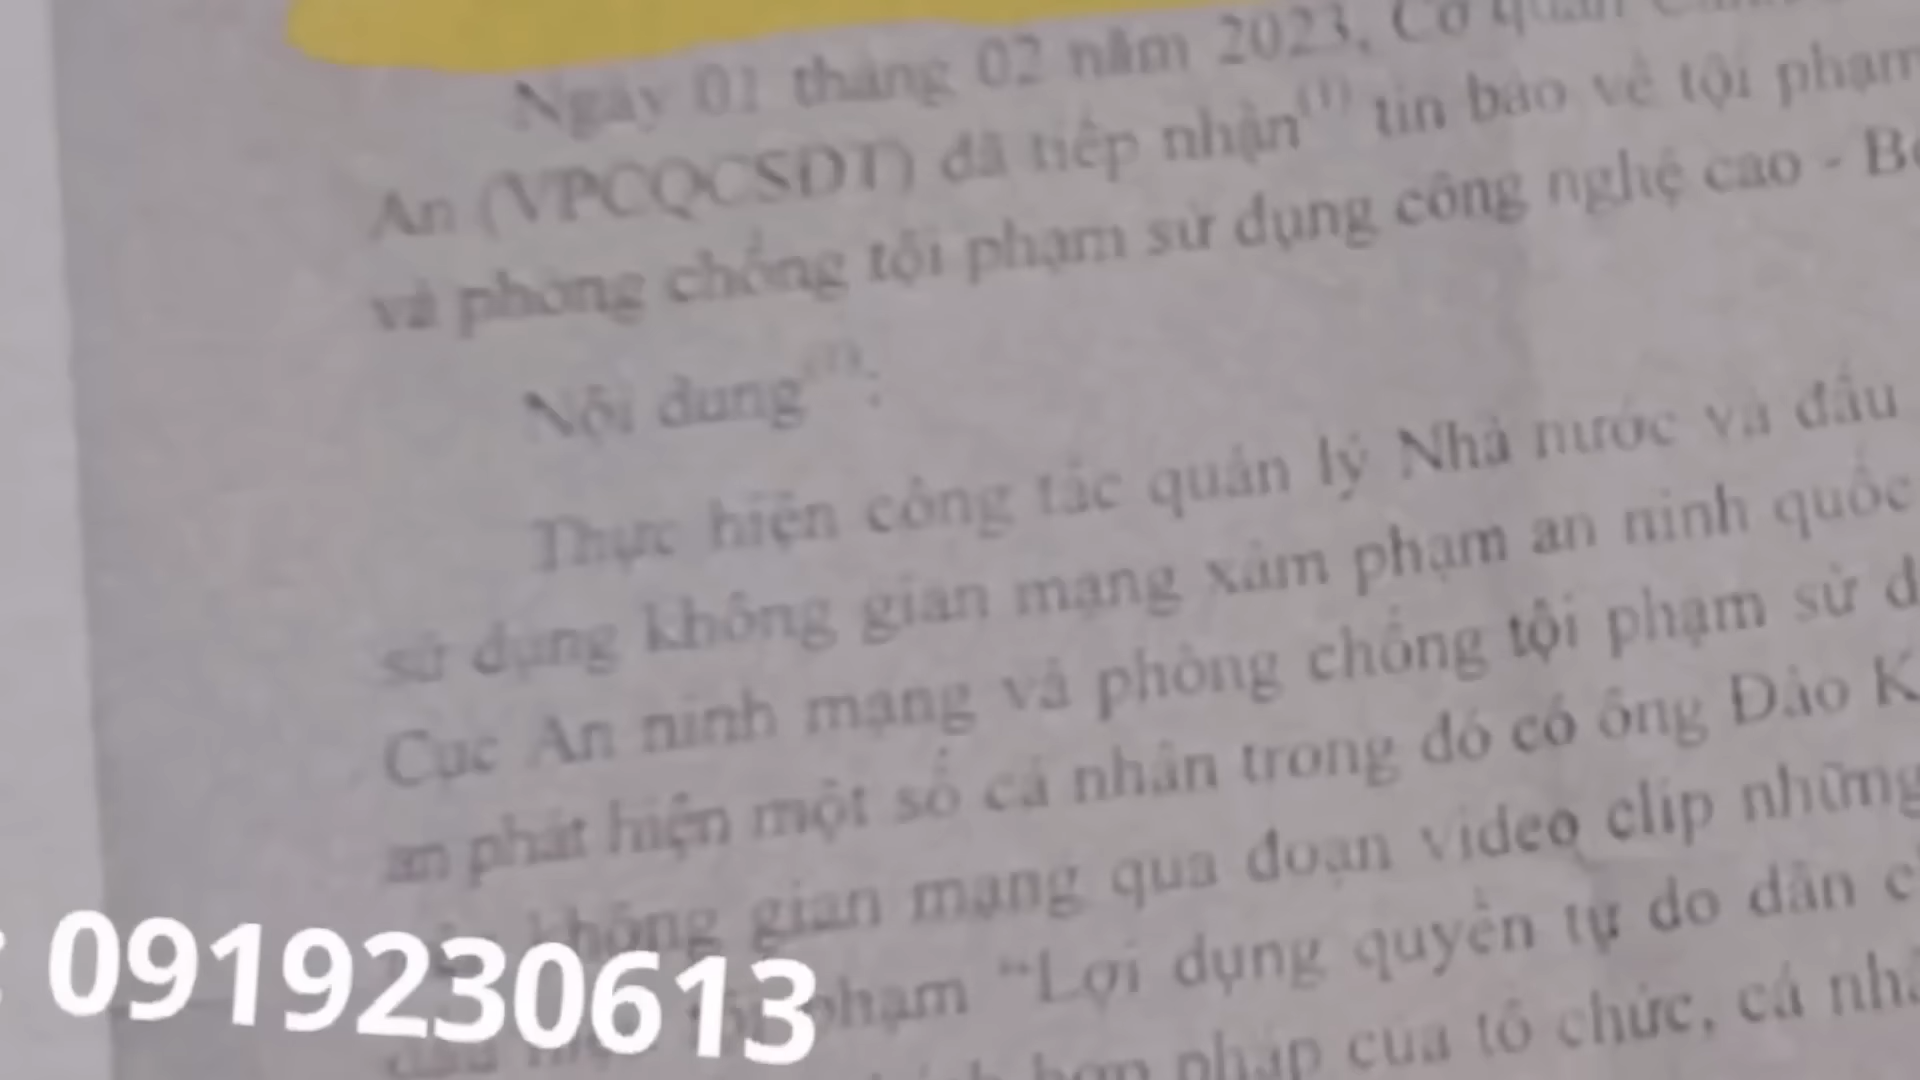 Ngày 01 tháng 02 năm 2023, Cơ quan
An (VPCQCSĐT) đã tiếp nhận(1) tin báo về tội phạm
và phòng chống tội phạm sử dụng công nghệ cao -
Nội dung :
Thực hiện công tác quản lý Nhà nước và đấu
sử dụng không gian mạng xâm phạm an ninh quốc
Cục An ninh mạng và phòng chống tội phạm sử
an phát hiện một số cá nhân trong đó có ông Đào
không gian mạng qua đoạn video clip những
phạm “Lợi dụng quyền tự do dân
hợp pháp của tổ chức, cá
0919230613